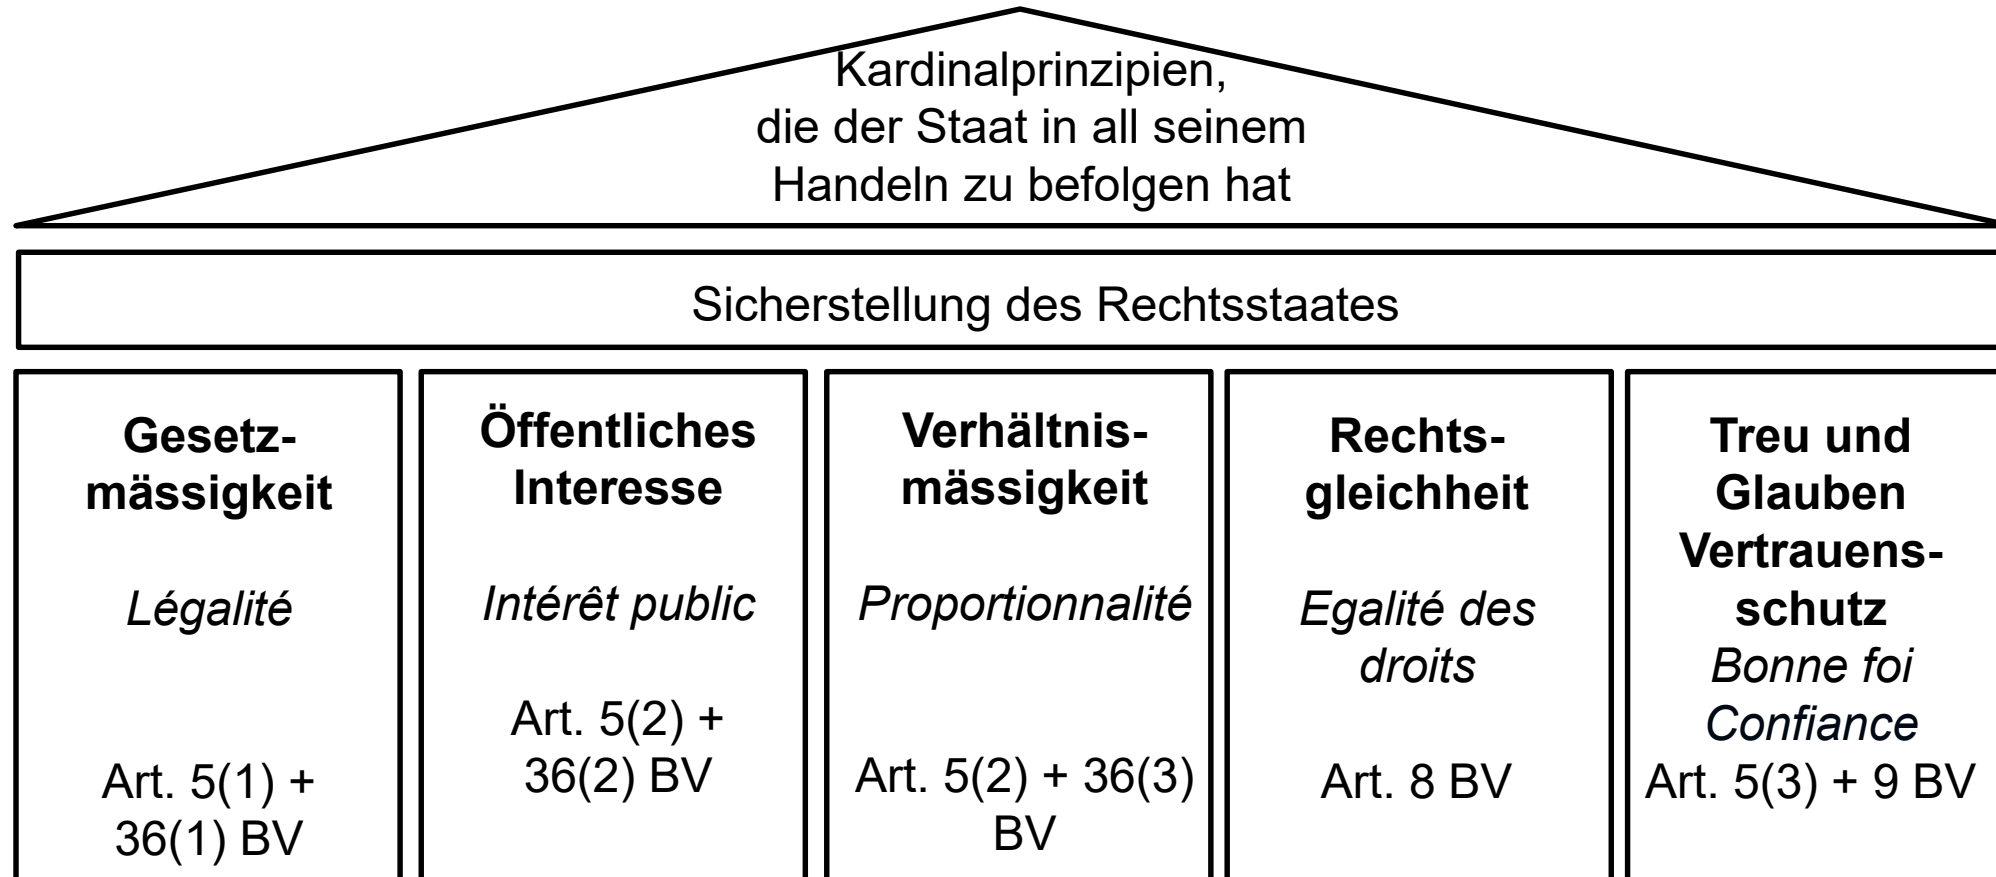 Kardinalprinzipien,
die der Staat in all seinem
Handeln zu befolgen hat
Sicherstellung des Rechtsstaates
Gesetz-
mässigkeit
Légalité
Art. 5(1) +
36(1) BV
Öffentliches
Interesse
Intérêt public
Art. 5(2) +
36(2) BV
Verhältnis-
mässigkeit
Proportionnalité
Art. 5(2) + 36(3)
BV
Rechts-
gleichheit
Egalité des
droits
Art. 8 BV
Treu und
Glauben
Vertrauens-
schutz
Bonne foi
Confiance
Art. 5(3) + 9 BV